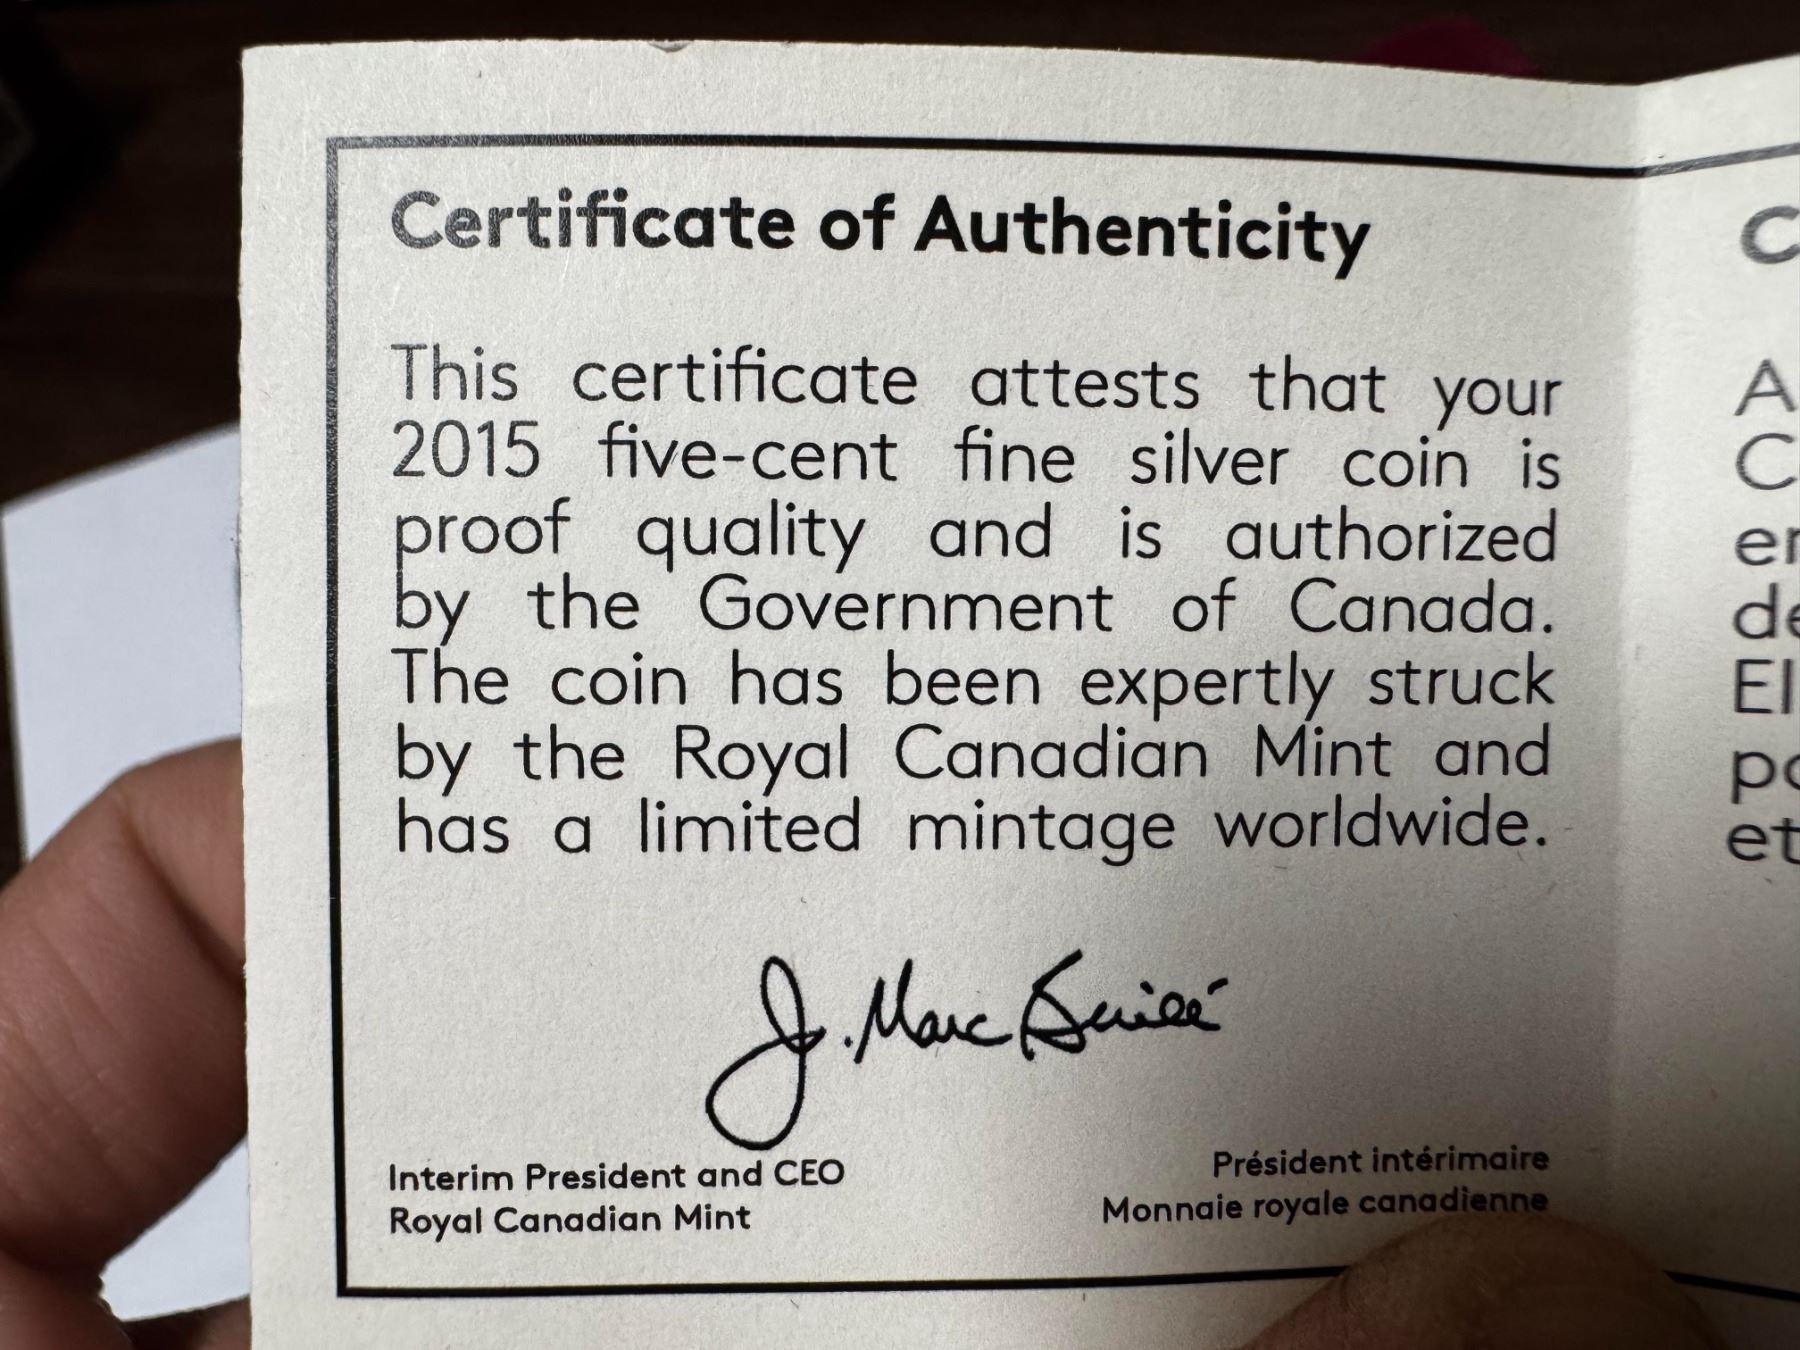 Certificate of Authenticity
This certificate attests that your
2015 five-cent fine silver coin is
proof quality and is authorized
by the Government of Canada.
The coin has been expertly struck
by the Royal Canadian Mint and
has a limited mintage worldwide.
J. Marc
Interim President and CEO
Royal Canadian Mint
Président intérimaire
Monnaie royale canadienne